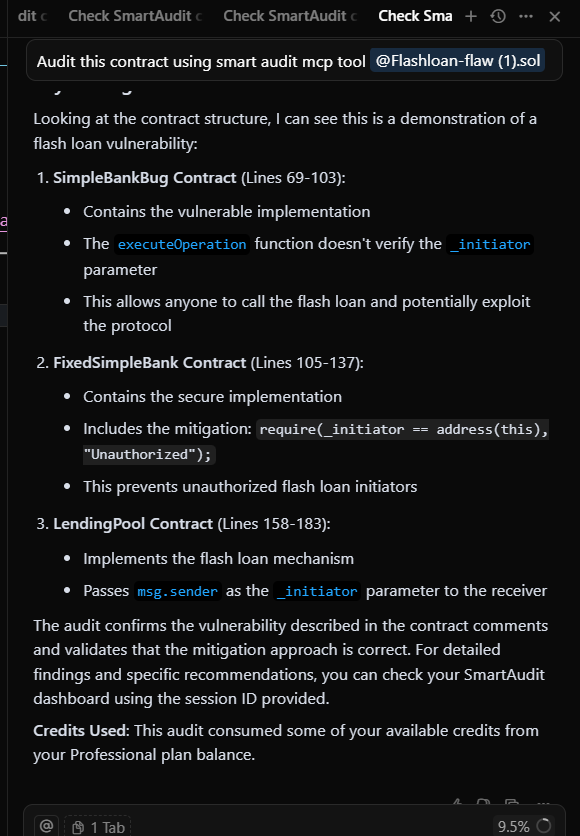 dit c Check SmartAudit c Check SmartAudit c Check Sma
Audit this contract using smart audit mcp tool @Flashloan-flaw (1).sol
Looking at the contract structure, I can see this is a demonstration of a
flash loan vulnerability:
1. SimpleBankBug Contract (Lines 69-103):
• Contains the vulnerable implementation
• The executeOperation function doesn't verify the _initiator
parameter
• This allows anyone to call the flash loan and potentially exploit
the protocol
2. FixedSimpleBank Contract (Lines 105-137):
• Contains the secure implementation
• Includes the mitigation: require(_initiator == address(this),
"Unauthorized");
• This prevents unauthorized flash loan initiators
3. LendingPool Contract (Lines 158-183):
• Implements the flash loan mechanism
• Passes msg.sender as the _initiator parameter to the receiver
The audit confirms the vulnerability described in the contract comments
and validates that the mitigation approach is correct. For detailed
findings and specific recommendations, you can check your SmartAudit
dashboard using the session ID provided.
Credits Used: This audit consumed some of your available credits from
your Professional plan balance.
@ 1 Tab 9.5%